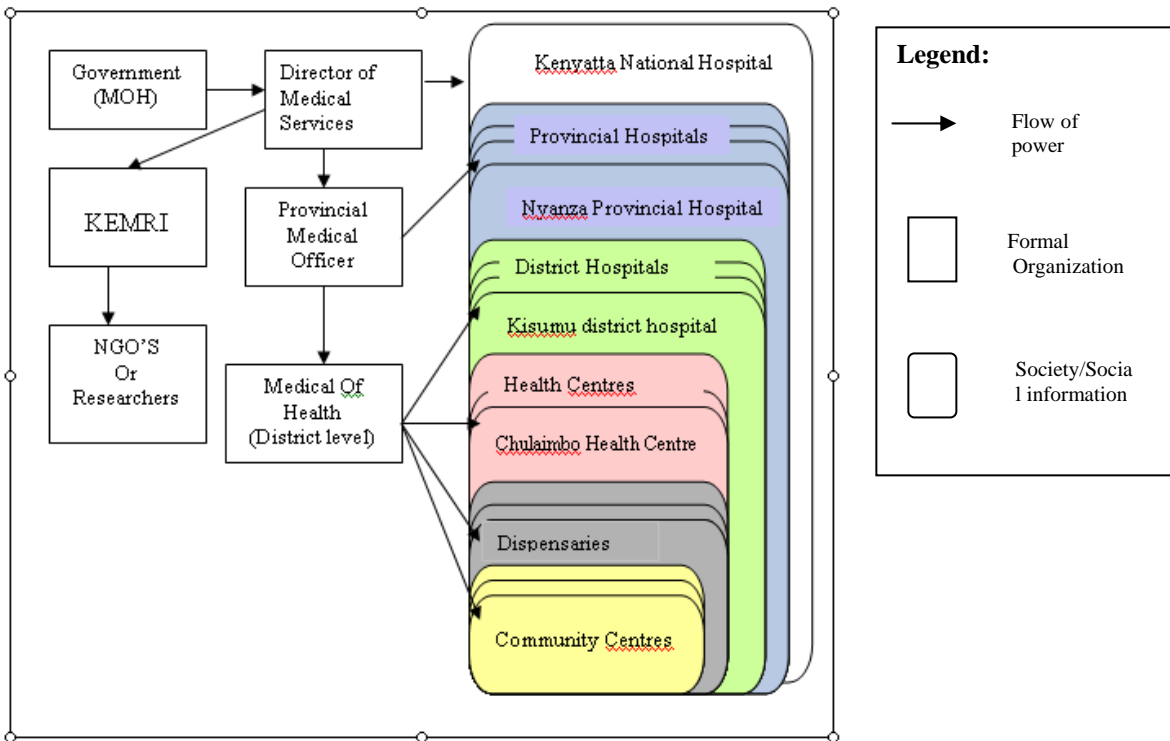 Government
(MOH)
Director of
Medical
Services
KEMRI
Provincial
Medical
Officer
NGO'S
Or
Researchers
Medical Of
Health
(District level)
Kenyatta National Hospital
Provincial Hospitals
Nyanza Provincial Hospital
District Hospitals
Kisumu district hospital
Health Centres
Chulaimbo Health Centre
Dispensaries
Community Centres
Legend:
Flow of
power
Formal
Organization
Society/Socia
l information